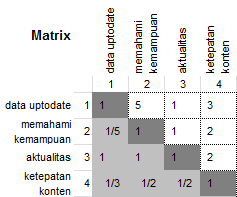 Matrix
data uptodate
memahami
kemampuan
aktualitas
ketepatan
konten
1 2 3 4
data uptodate 1 1 5 1 3
memahami
kemampuan 2 1/5 1 1 2
aktualitas 3 1 1 1 2
ketepatan
konten 4 1/3 1/2 1/2 1